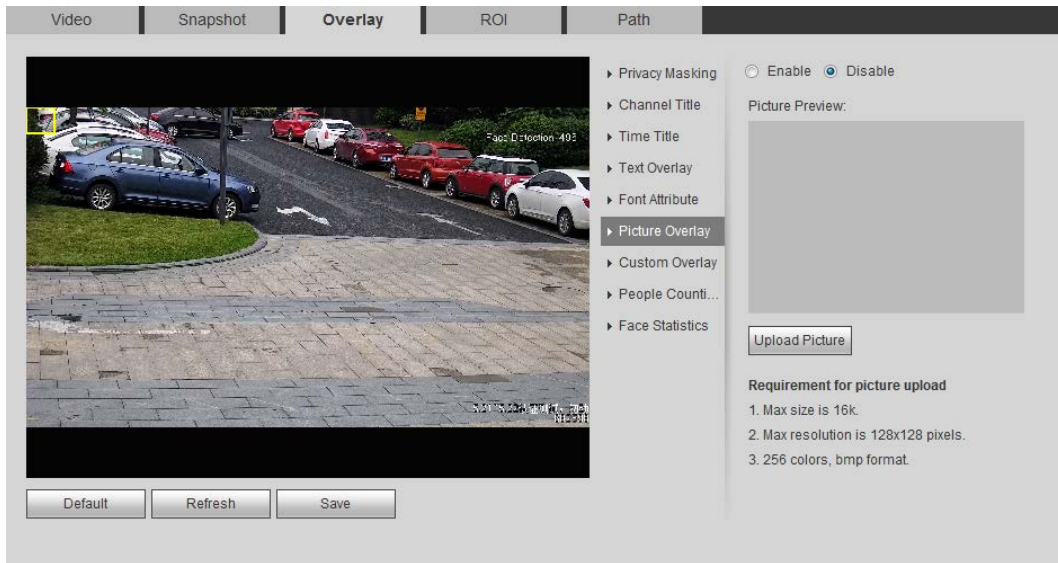 Video Snapshot Overlay ROI Path
Face Detection
Privacy Masking
Channel Title
Time Title
Text Overlay
Font Attribute
Picture Overlay
Custom Overlay
People Counti...
Face Statistics
Enable Disable
Picture Preview:
Upload Picture
Requirement for picture upload
1. Max size is 16k.
2. Max resolution is 128x128 pixels.
3. 256 colors, bmp format.
Default Refresh Save